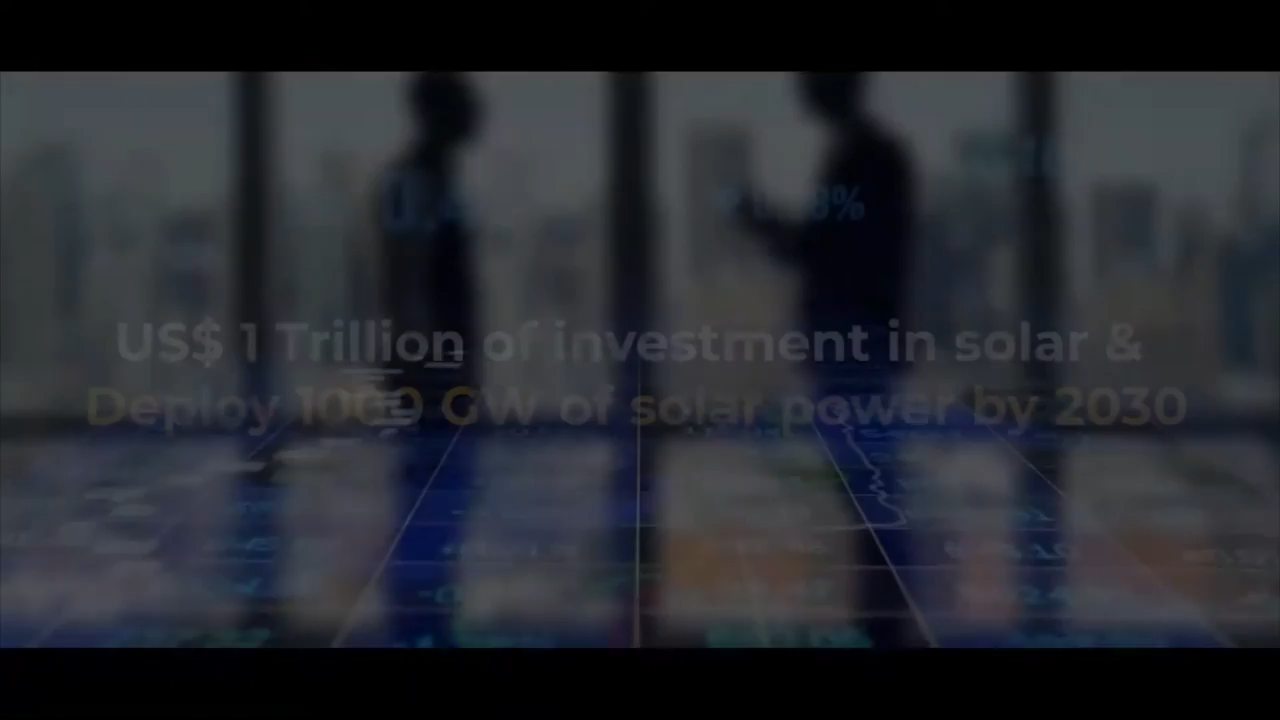 US$ 1 Trillion of investment in solar &
Deploy 1000 GW of solar power by 2030